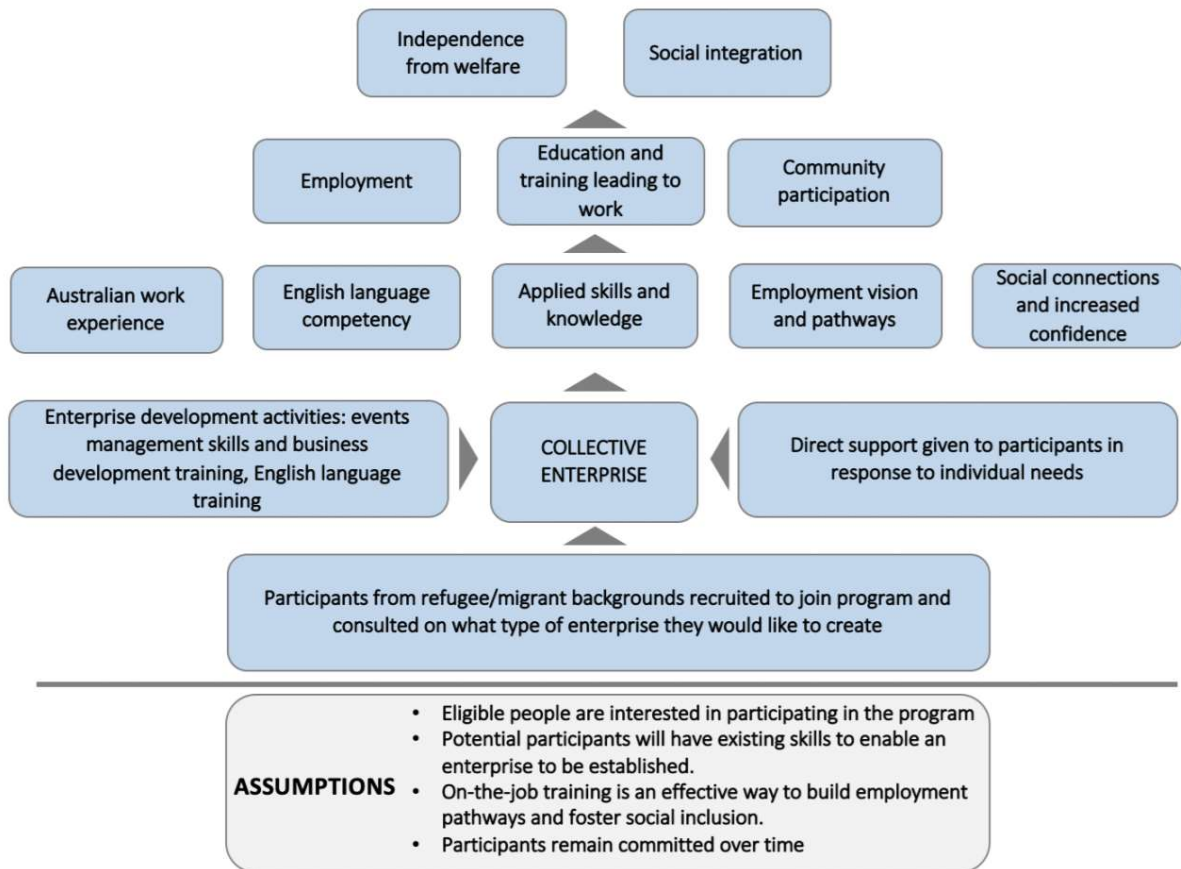 Independence
from welfare
Social integration
Employment
Education and
training leading to
work
Community
participation
Australian work
experience
English language
competency
Applied skills and
knowledge
Employment vision
and pathways
Social connections
and increased
confidence
Enterprise development activities: events
management skills and business
development training, English language
training
COLLECTIVE
ENTERPRISE
Direct support given to participants in
response to individual needs
Participants from refugee/migrant backgrounds recruited to join program and
consulted on what type of enterprise they would like to create
ASSUMPTIONS
• Eligible people are interested in participating in the program
• Potential participants will have existing skills to enable an
enterprise to be established.
• On-the-job training is an effective way to build employment
pathways and foster social inclusion.
• Participants remain committed over time